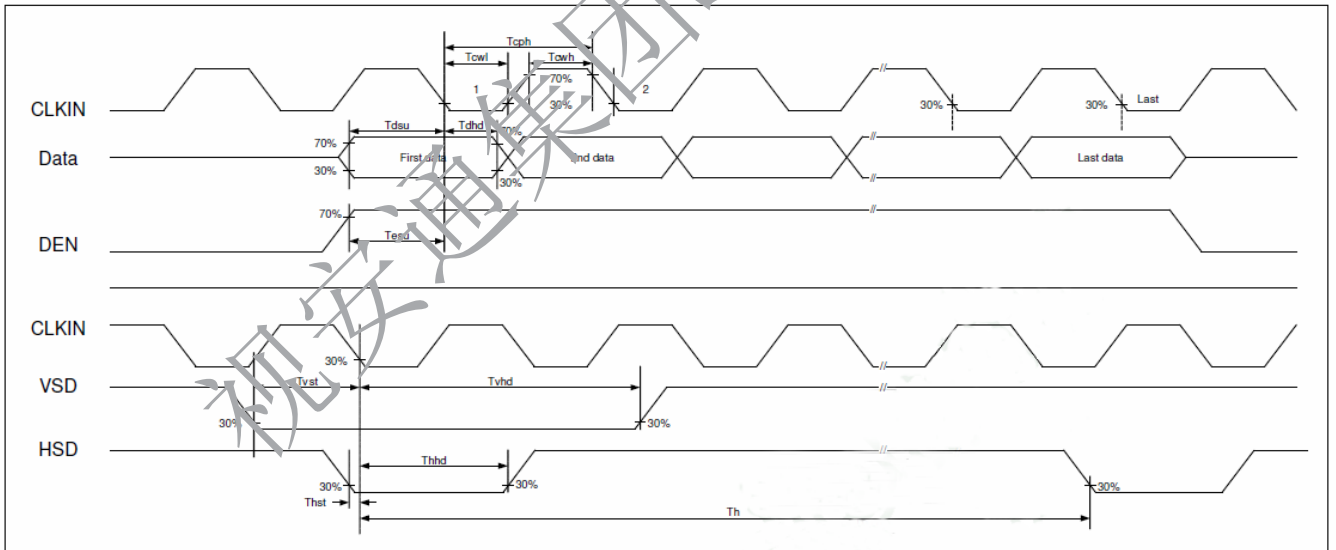 Tcph
Tcwl
Tcwh
70%
1
30%
2
30%
30%
Last
CLKIN
Tdsu
Tdhd
70%
70%
Data
First data
2nd data
Last data
30%
30%
70%
DEN
Tesu
CLKIN
30%
VSD
Tvst
Tvhd
30%
30%
HSD
Thhd
30%
30%
30%
Thst
Th
视安通集团